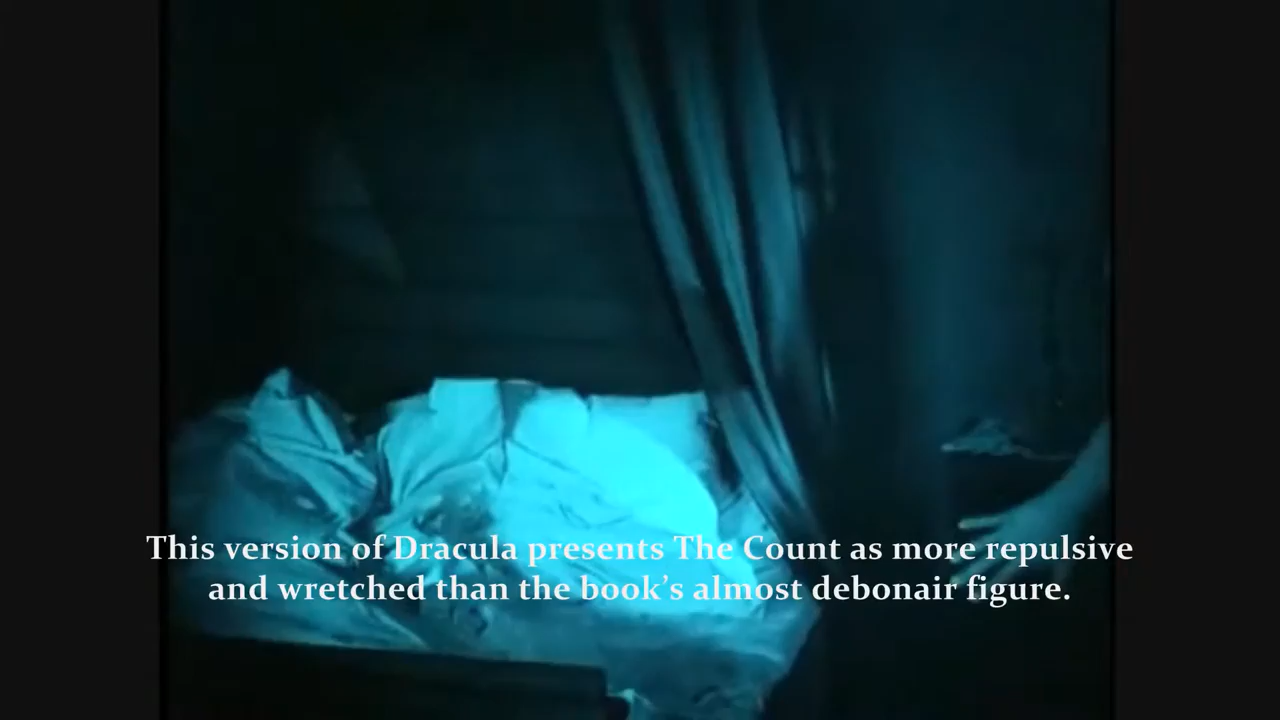 This version of Dracula presents The Count as more repulsive
and wretched than the book’s almost debonair figure.